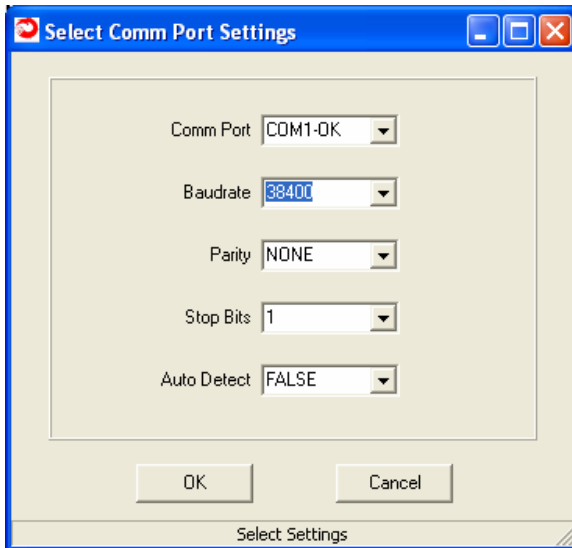 Select Comm Port Settings
Comm Port COM1-OK
Baudrate 38400
Parity NONE
Stop Bits 1
Auto Detect FALSE
OK Cancel
Select Settings